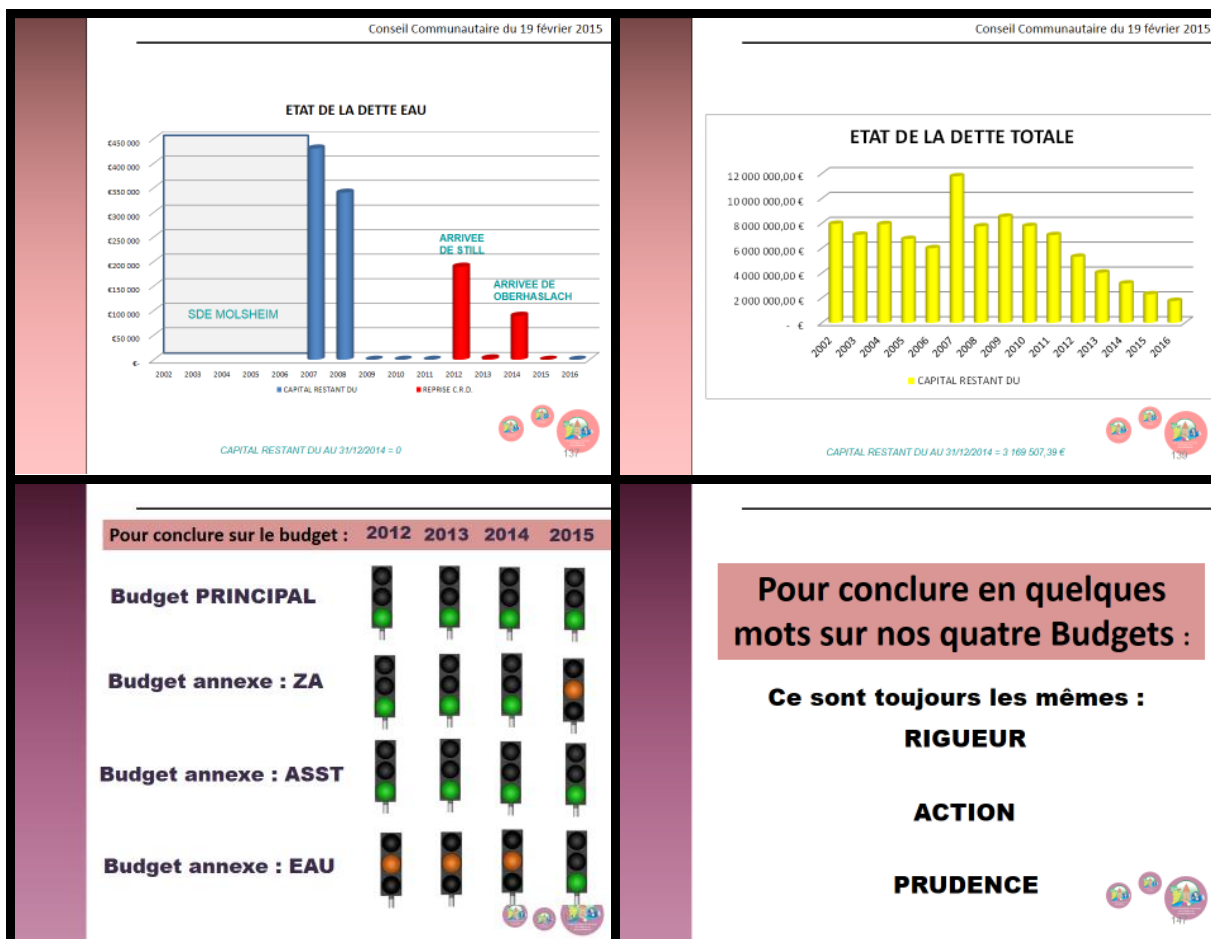 Conseil Communautaire du 19 février 2015
ETAT DE LA DETTE EAU
€450 000
€400 000
€350 000
€300 000
€250 000
€200 000
€150 000
€100 000
€50 000
€-
SDE MOLSHEIM
ARRIVEE
DE STILL
ARRIVEE DE
OBERHASLACH
2002 2003 2004 2005 2006 2007 2008 2009 2010 2011 2012 2013 2014 2015 2016
CAPITAL RESTANT DU REPRISE C.R.D.
CAPITAL RESTANT DU AU 31/12/2014 = 0
137
Conseil Communautaire du 19 février 2015
ETAT DE LA DETTE TOTALE
12 000 000,00 €
10 000 000,00 €
8 000 000,00 €
6 000 000,00 €
4 000 000,00 €
2 000 000,00 €
- €
2002 2003 2004 2005 2006 2007 2008 2009 2010 2011 2012 2013 2014 2015 2016
CAPITAL RESTANT DU
CAPITAL RESTANT DU AU 31/12/2014 = 3 169 507,39 €
139
Pour conclure sur le budget : 2012 2013 2014 2015
Budget PRINCIPAL
Budget annexe : ZA
Budget annexe : ASST
Budget annexe : EAU
Pour conclure en quelques
mots sur nos quatre Budgets :
Ce sont toujours les mêmes :
RIGUEUR
ACTION
PRUDENCE
147